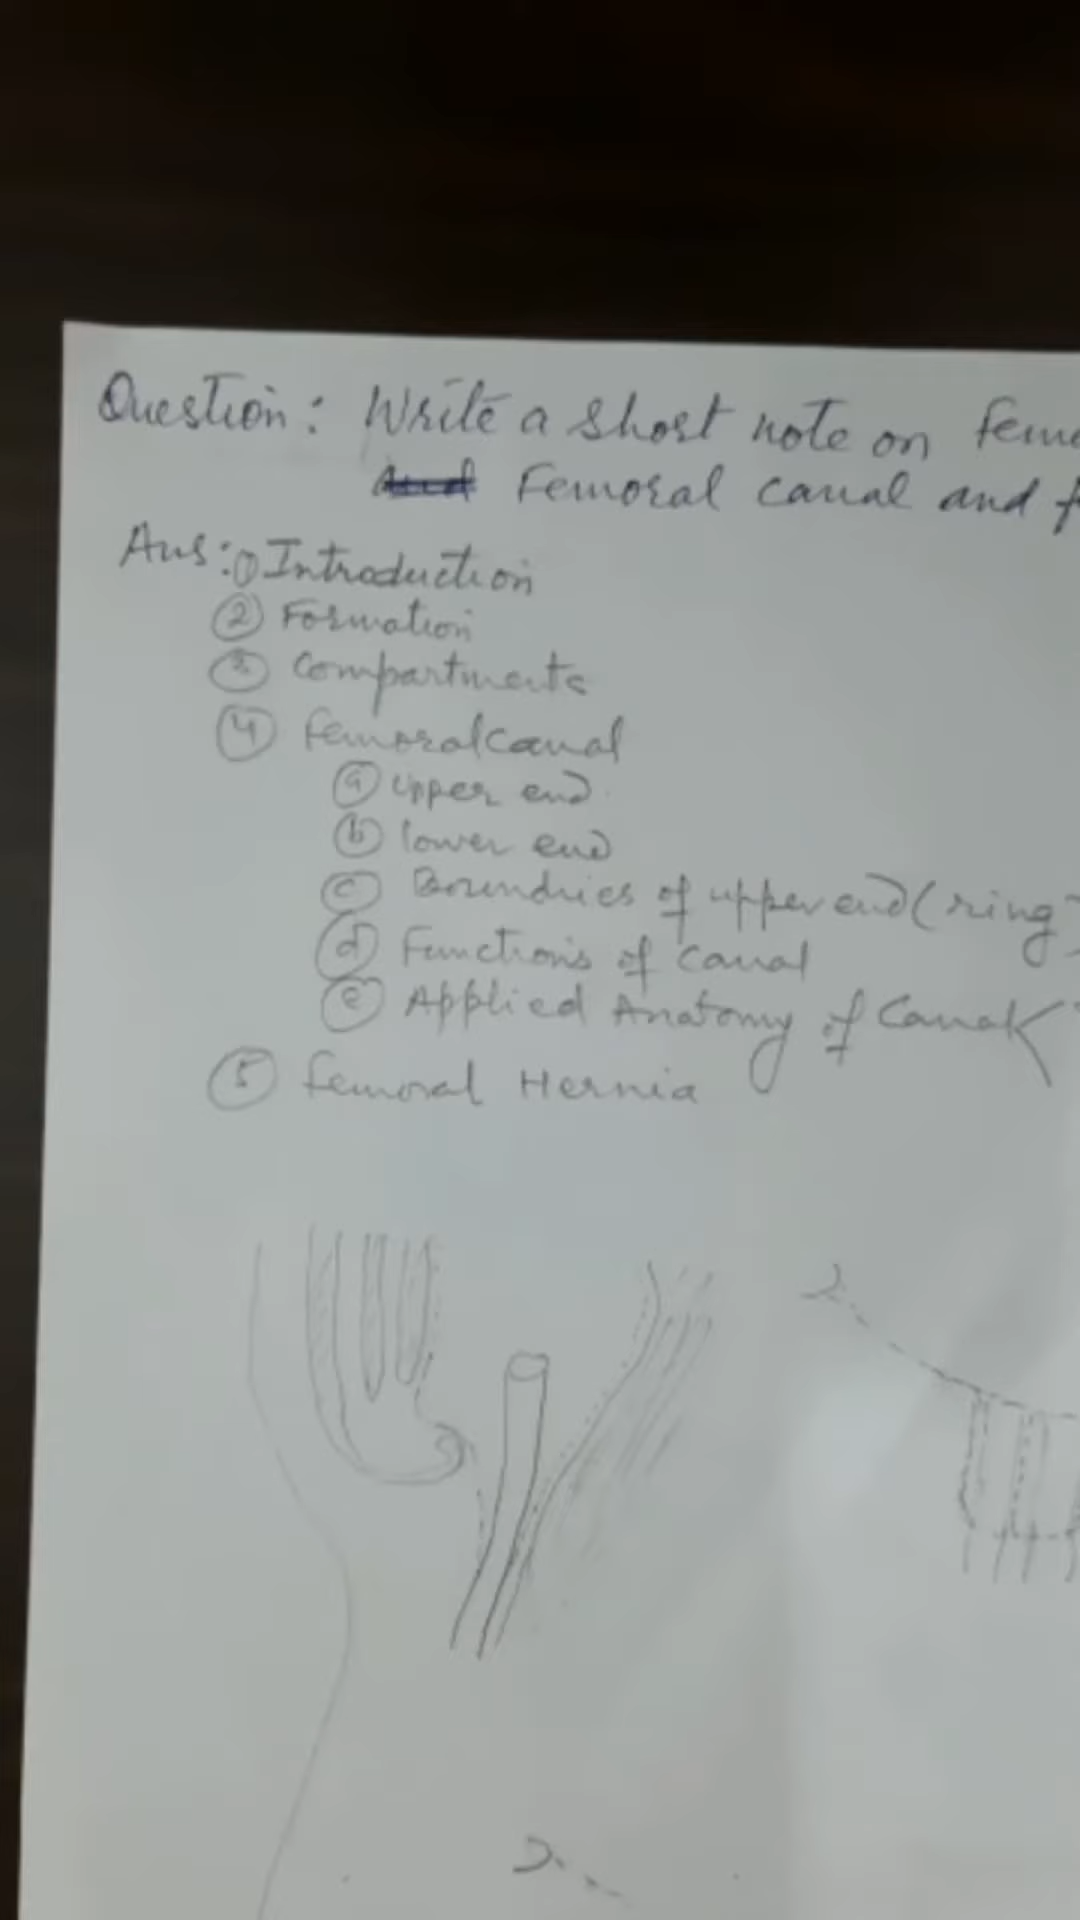 Question: Write a short note on Femo
Femoral canal and f
Ans: ① Introduction
② Formation
③ Compartments
④ Femoral canal
ⓐ upper end
ⓑ lower end
ⓒ Boundries of upper end (ring)
ⓓ Functions of canal
ⓔ Applied Anatomy of Canal
⑤ Femoral Hernia